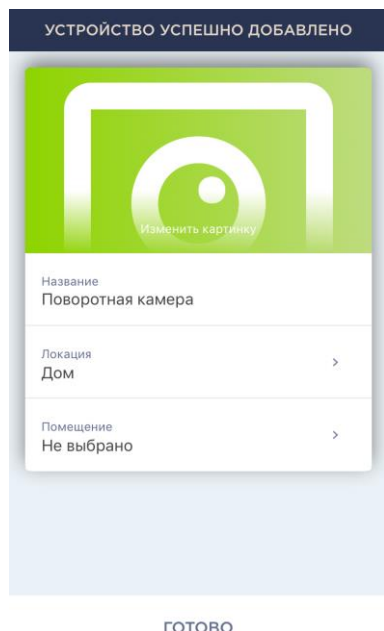 УСТРОЙСТВО УСПЕШНО ДОБАВЛЕНО
Изменить картинку
Название
Поворотная камера
Локация
Дом
Помещение
Не выбрано
ГОТОВО